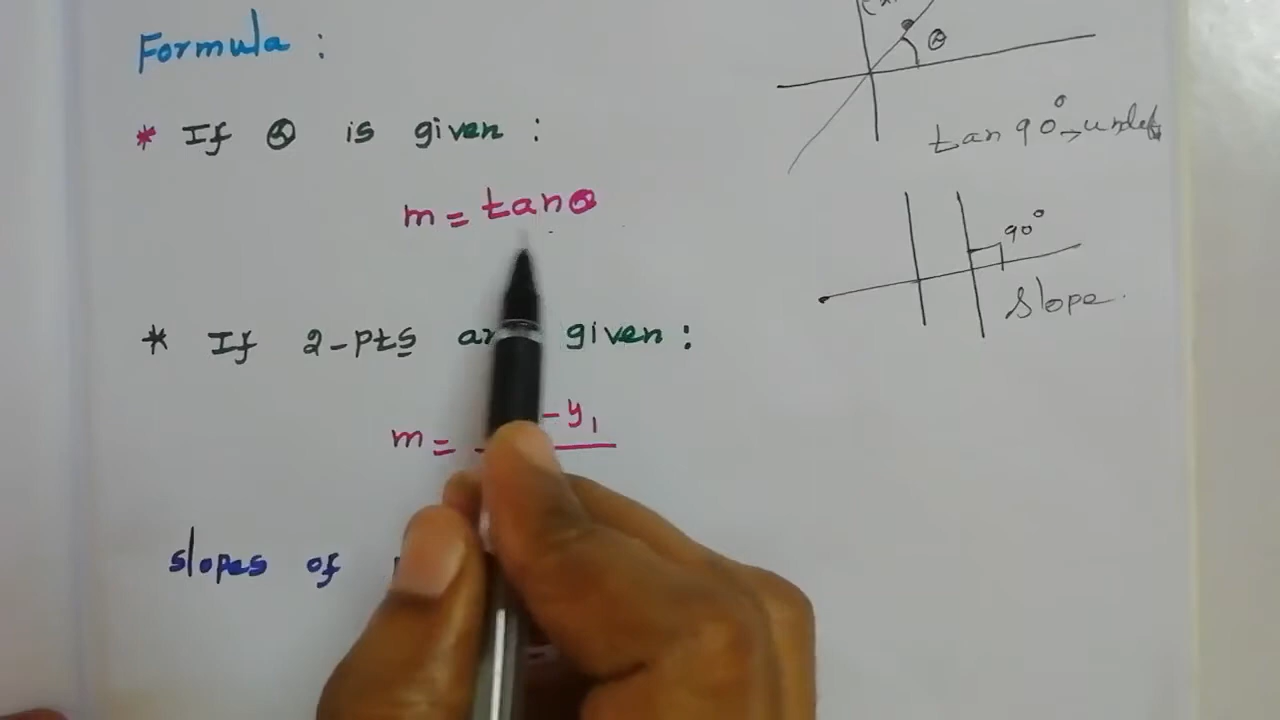 Formula :
* If θ is given :
m = tanθ
* If 2-pts given :
m = -y₁
slopes of
θ
tan 90° → undef
90°
slope.